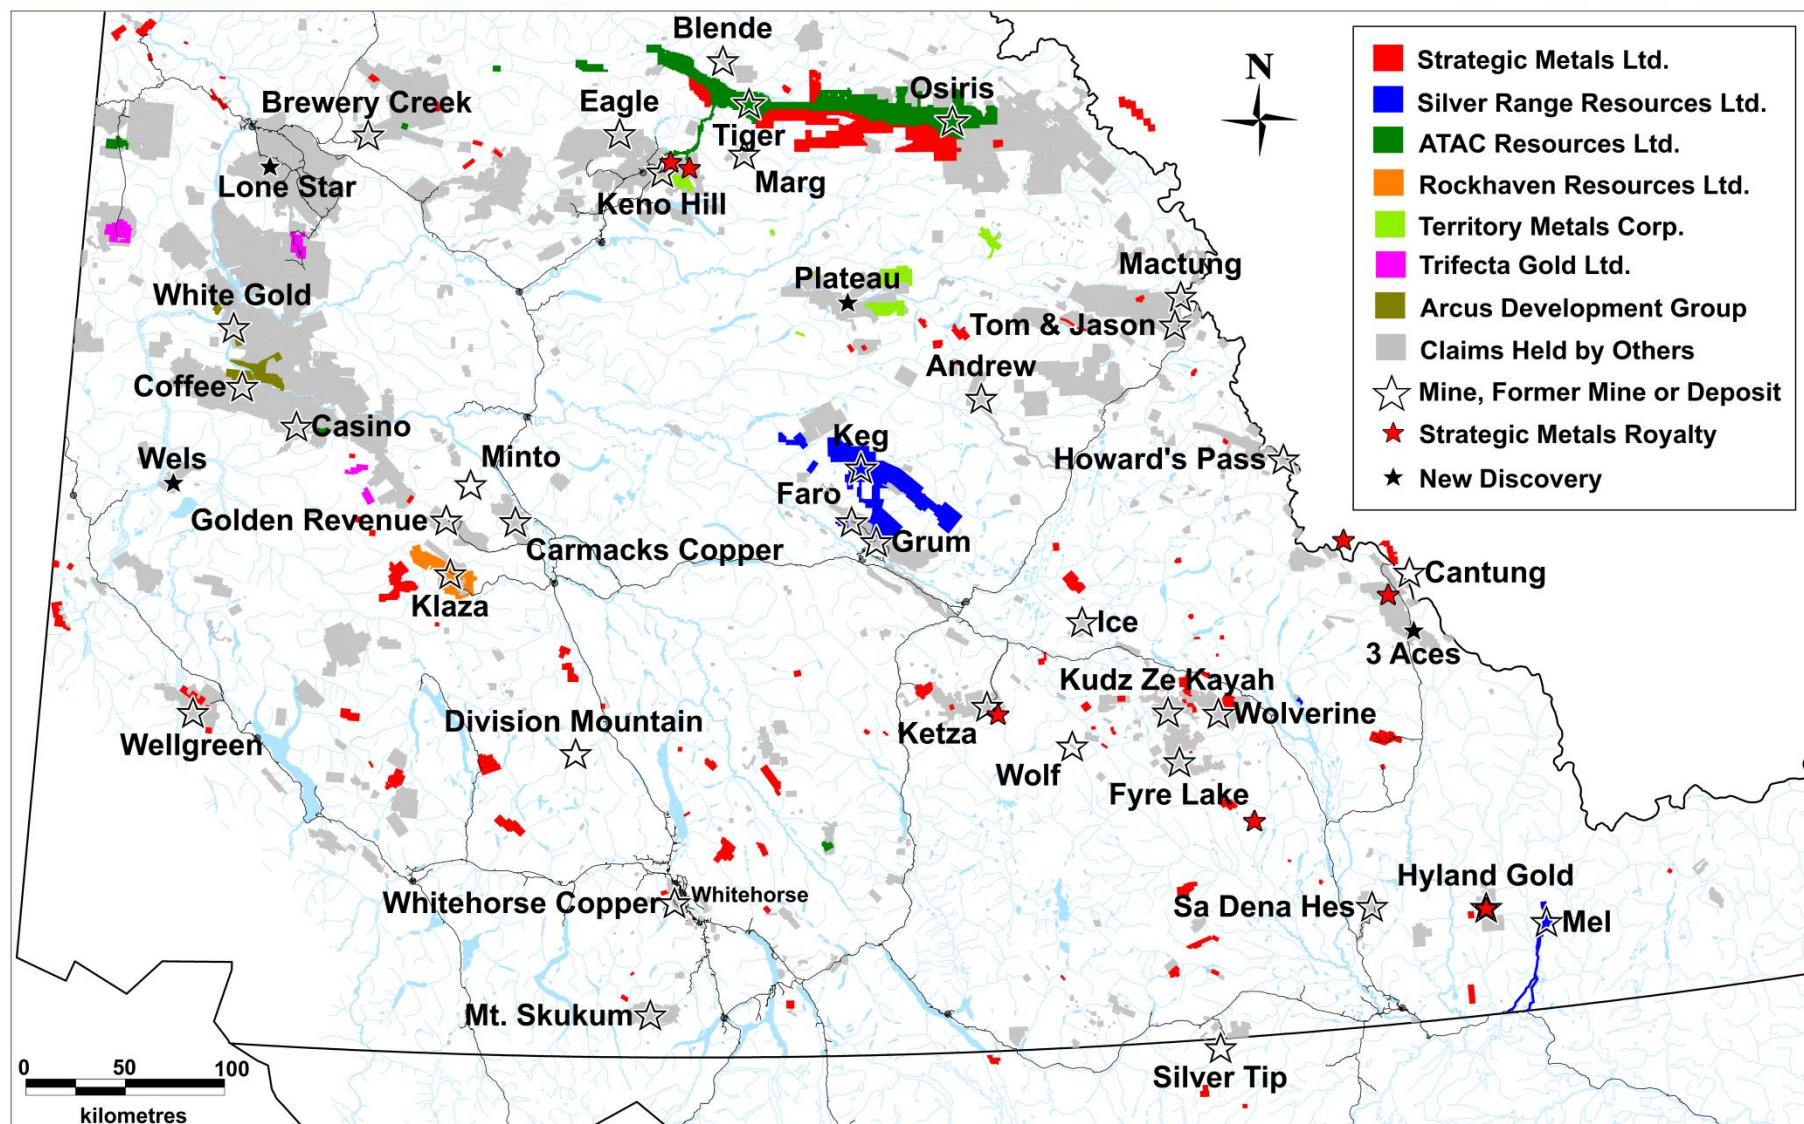 Blende
N
Strategic Metals Ltd.
Silver Range Resources Ltd.
ATAC Resources Ltd.
Rockhaven Resources Ltd.
Territory Metals Corp.
Trifecta Gold Ltd.
Arcus Development Group
Claims Held by Others
Mine, Former Mine or Deposit
Strategic Metals Royalty
New Discovery
Brewery Creek
Eagle
Osiris
Tiger
Marg
Lone Star
Keno Hill
Mactung
Plateau
White Gold
Tom & Jason
Andrew
Coffee
Casino
Keg
Wels
Minto
Howard's Pass
Faro
Golden Revenue
Carmacks Copper
Grum
Cantung
Klaza
Ice
3 Aces
Kudz Ze Kayah
Division Mountain
Ketza
Wolverine
Wellgreen
Wolf
Fyre Lake
Hyland Gold
Whitehorse Copper
Whitehorse
Sa Dena Hes
Mel
Mt. Skukum
0 50 100
kilometres
Silver Tip